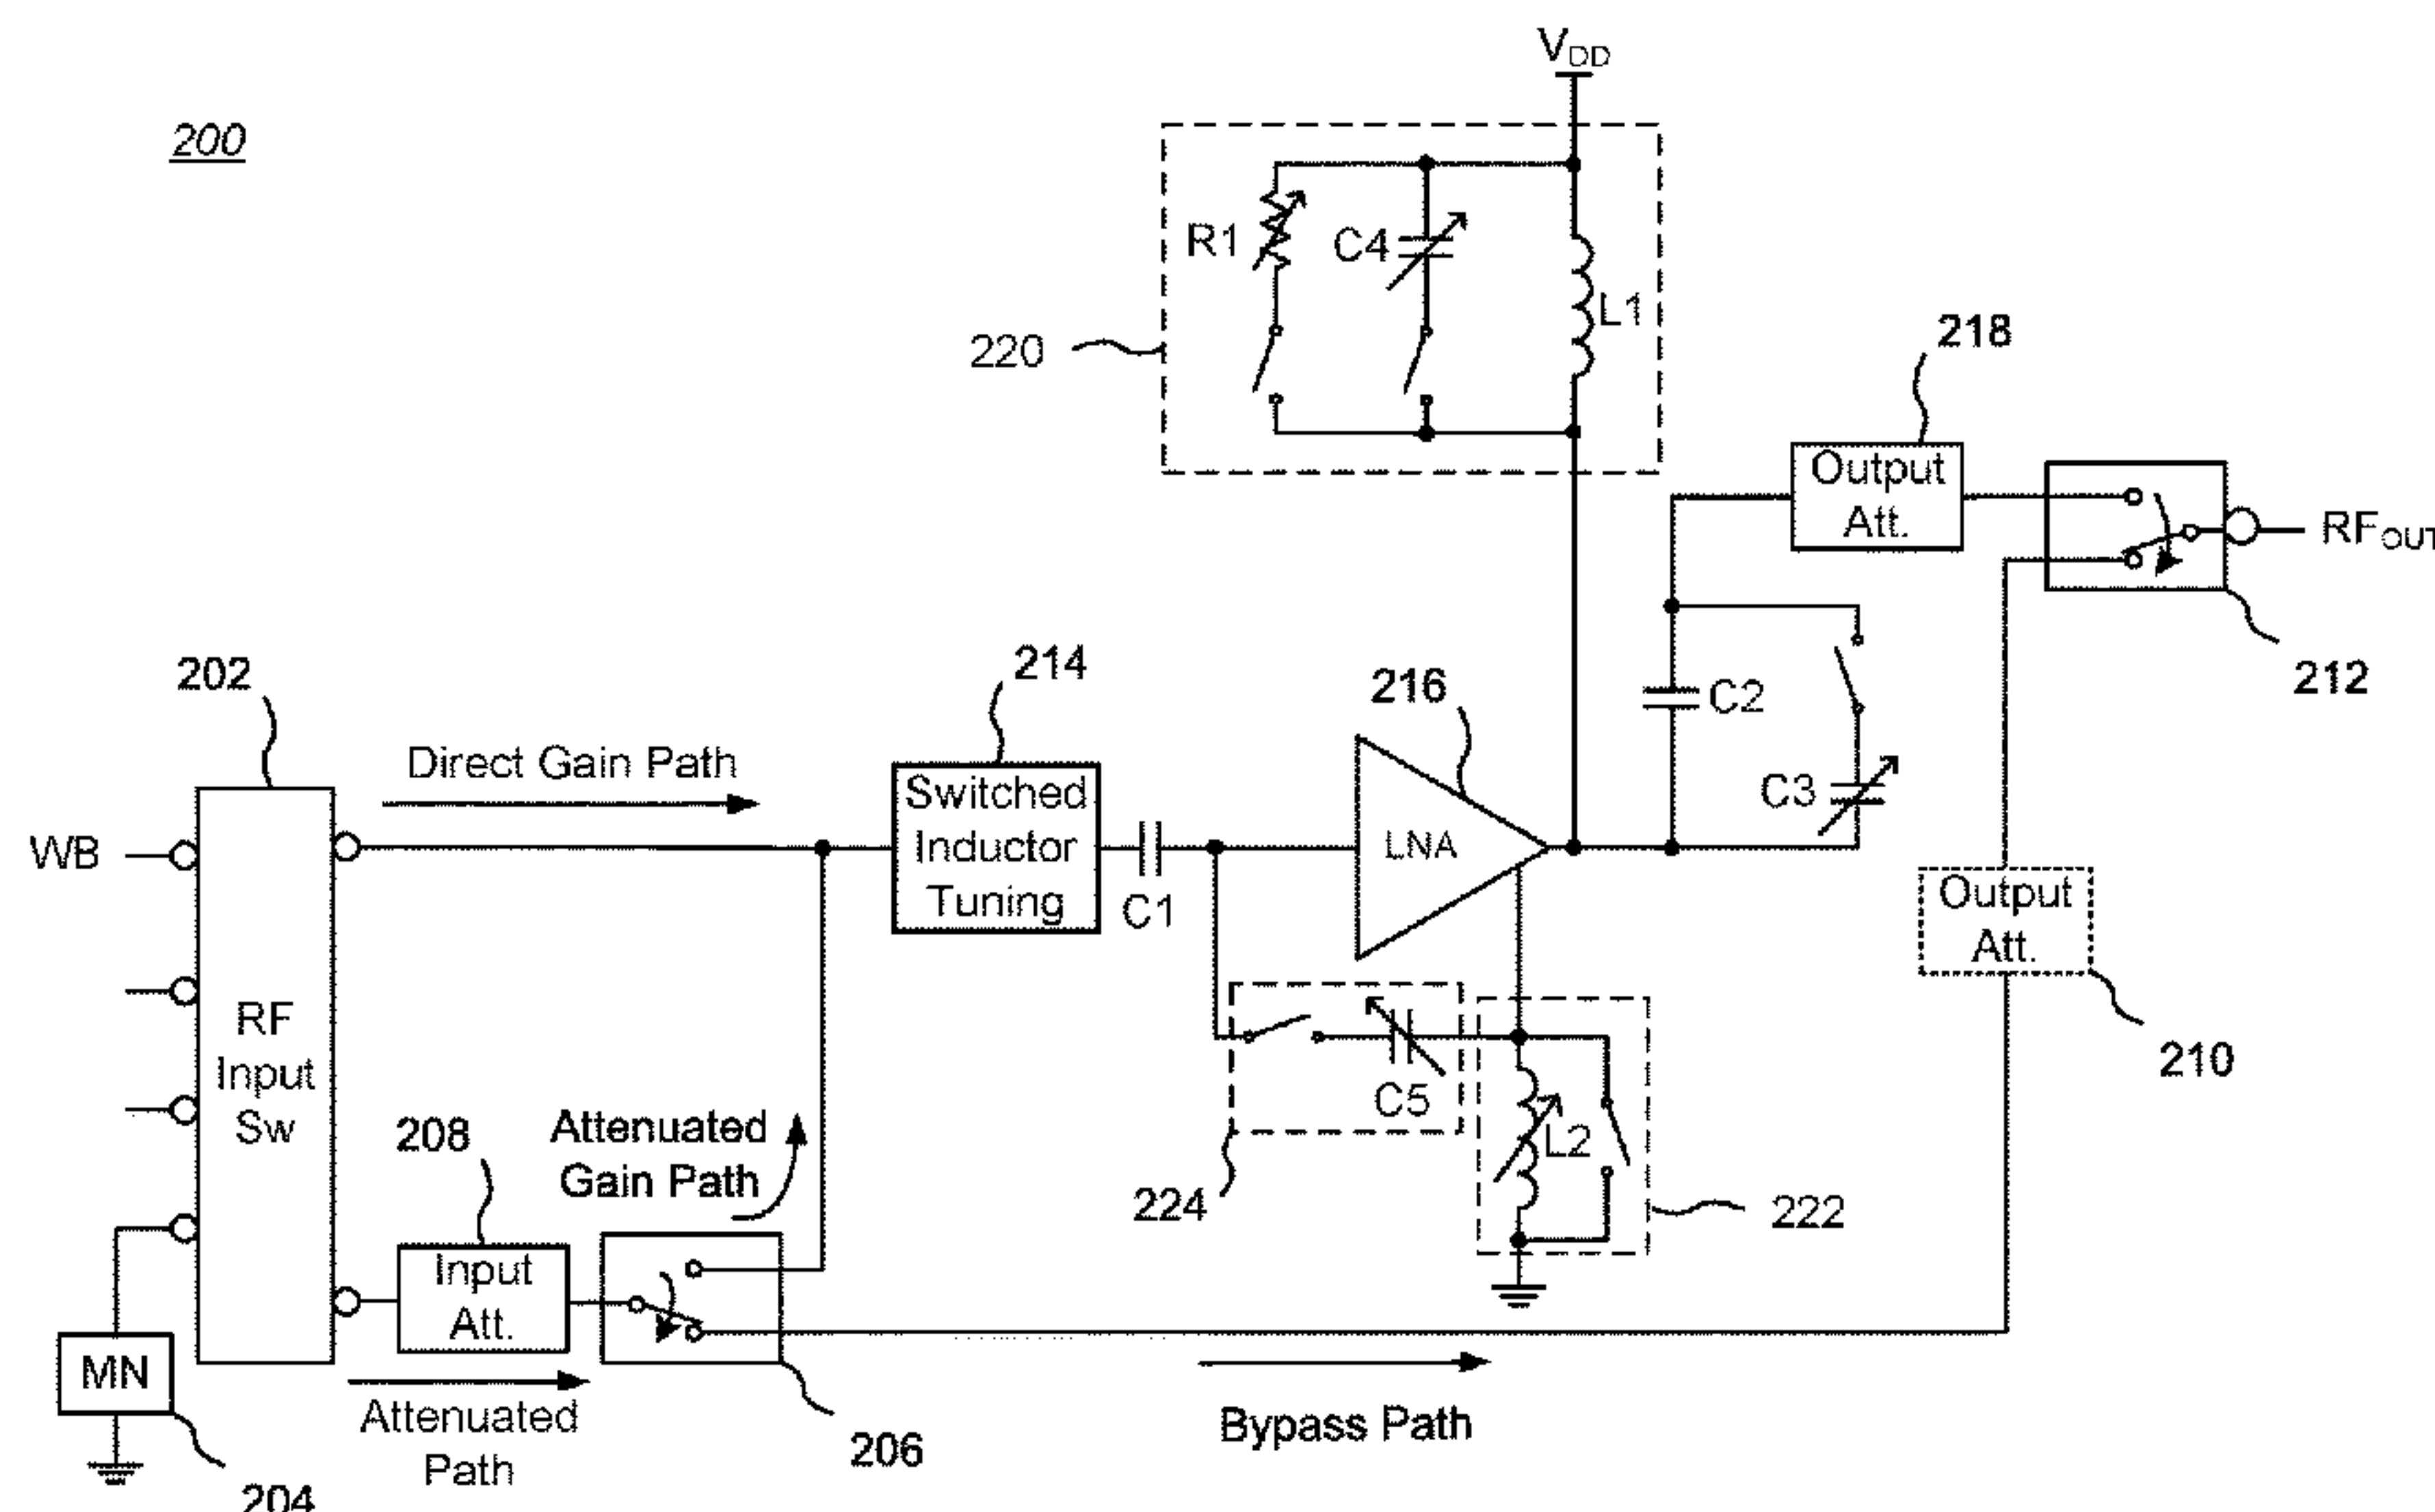 200
VDD
R1
C4
L1
220
218
Output
Att.
RFOUT
212
202
214
216
Direct Gain Path
Switched
Inductor
Tuning
C1
LNA
C2
C3
WB
RF
Input
Sw
Output
Att.
210
C5
L2
224
222
208
Attenuated
Gain Path
Input
Att.
MN
204
Attenuated
Path
206
Bypass Path